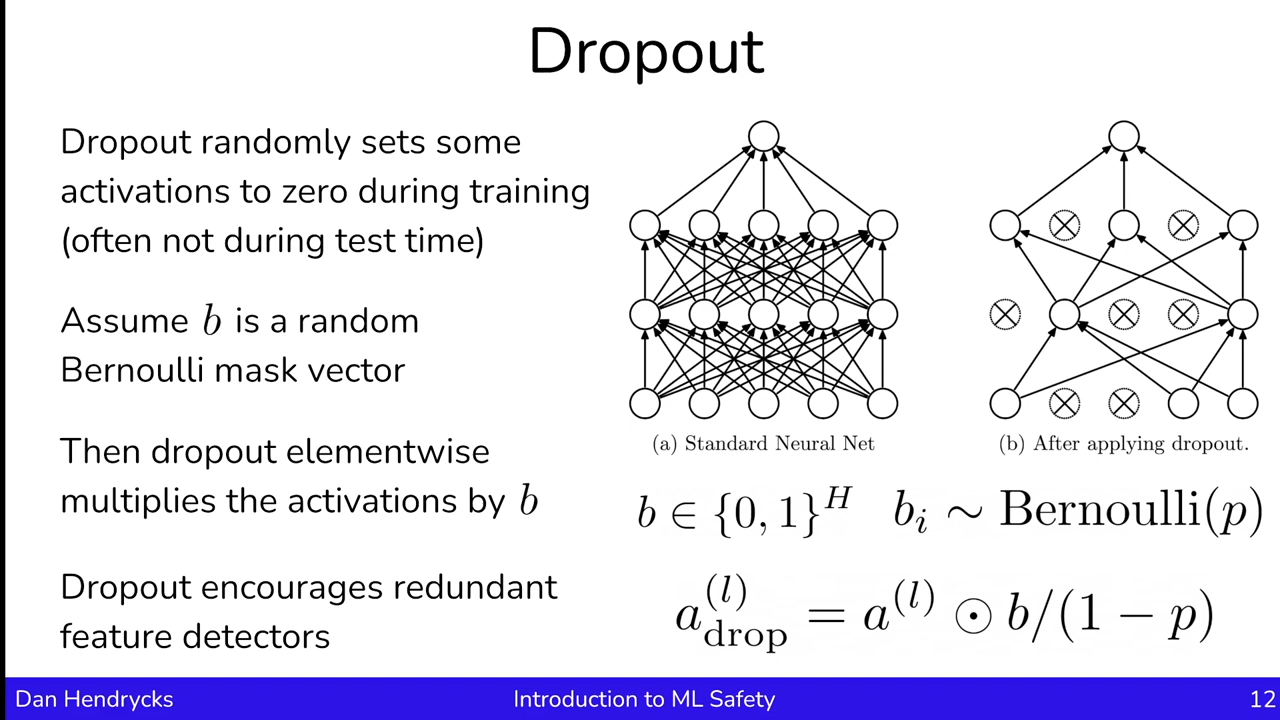 Dropout
Dropout randomly sets some
activations to zero during training
(often not during test time)
Assume b is a random
Bernoulli mask vector
Then dropout elementwise
multiplies the activations by b
Dropout encourages redundant
feature detectors
(a) Standard Neural Net
(b) After applying dropout.
b ∈ {0, 1}^H
b_i ∼ Bernoulli(p)
a_drop^(l) = a^(l) ⊙ b/(1 − p)
Dan Hendrycks
Introduction to ML Safety
12